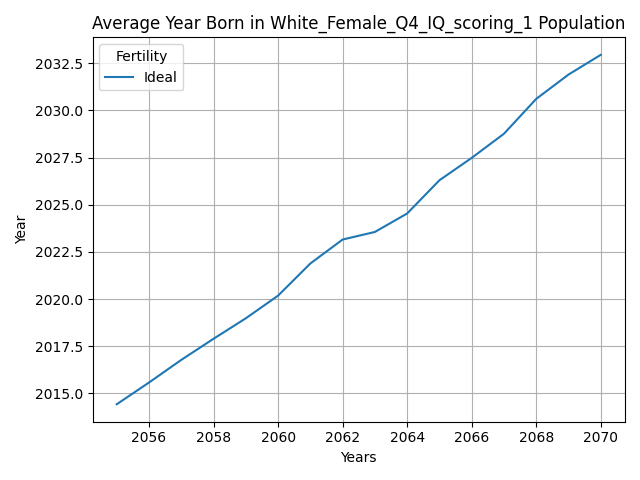 Average Year Born in White_Female_Q4_IQ_scoring_1 Population
Fertility
Ideal
2032.5
2030.0
2027.5
2025.0
2022.5
2020.0
2017.5
2015.0
Year
2056 2058 2060 2062 2064 2066 2068 2070
Years